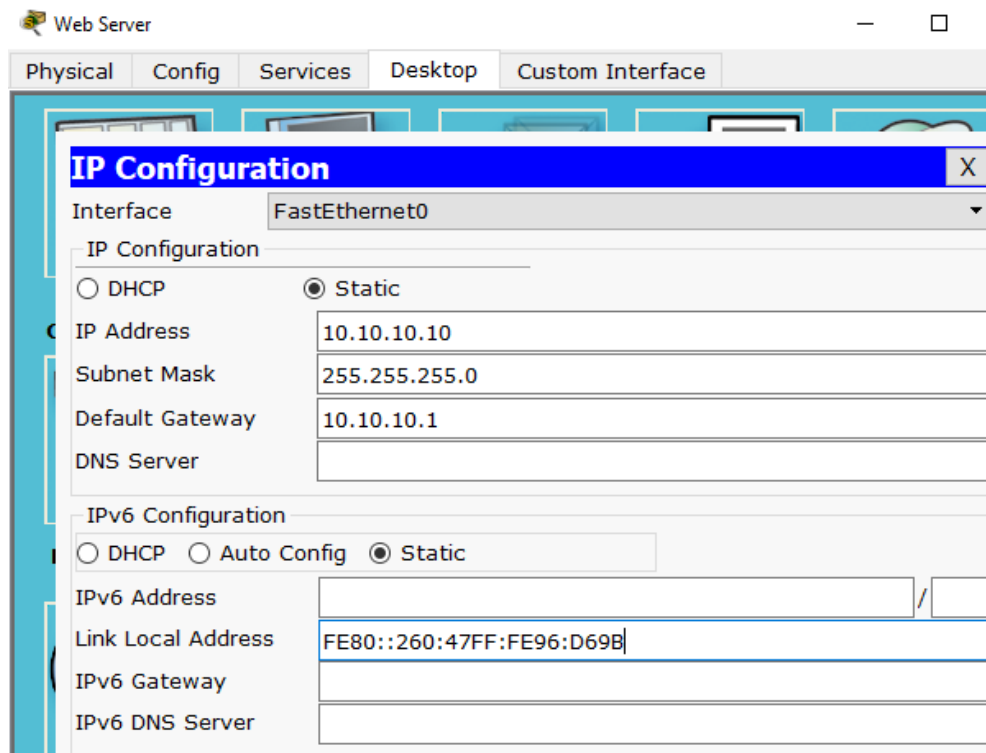 Web Server
Physical Config Services Desktop Custom Interface
IP Configuration X
Interface FastEthernet0
IP Configuration
DHCP Static
IP Address 10.10.10.10
Subnet Mask 255.255.255.0
Default Gateway 10.10.10.1
DNS Server
IPv6 Configuration
DHCP Auto Config Static
IPv6 Address /
Link Local Address FE80::260:47FF:FE96:D69B
IPv6 Gateway
IPv6 DNS Server